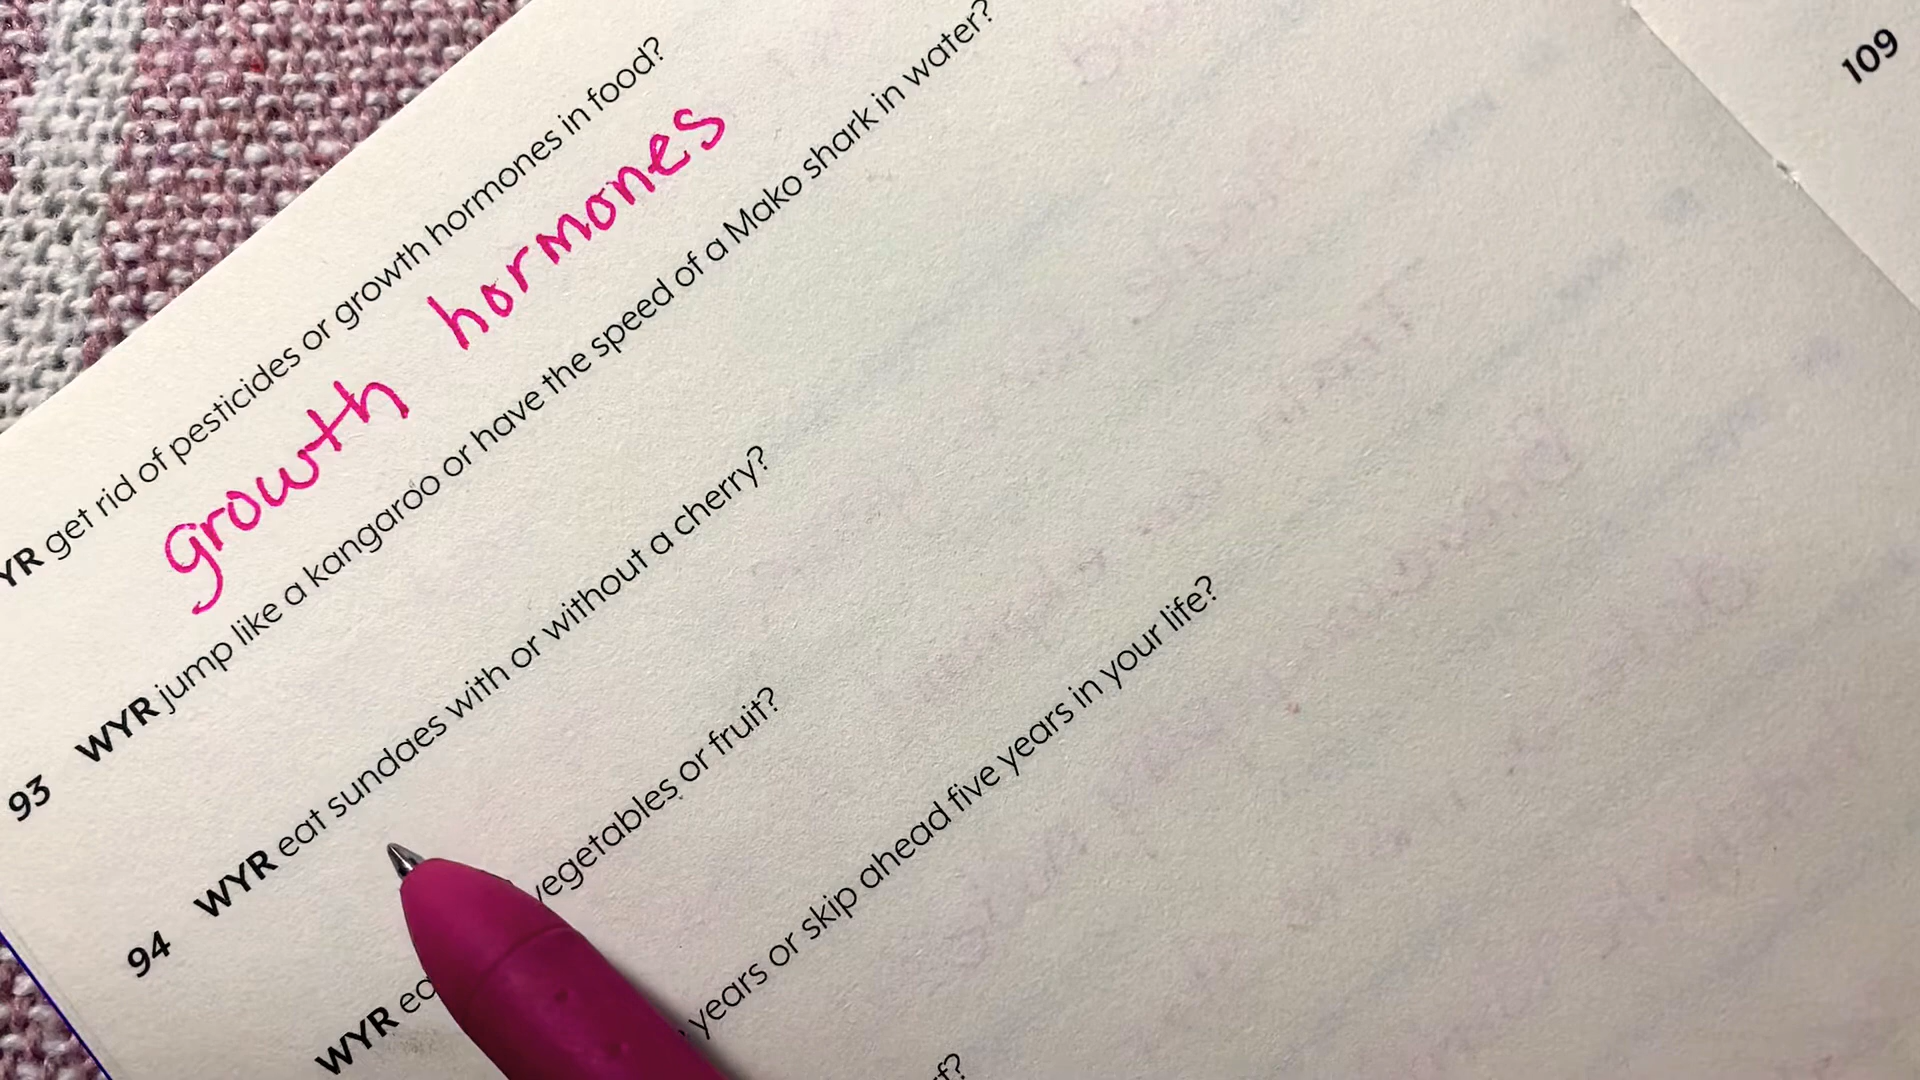 YR get rid of pesticides or growth hormones in food?
growth hormones
93 WYR jump like a kangaroo or have the speed of a Mako shark in water?
94 WYR eat sundaes with or without a cherry?
WYR vegetables or fruit?
years or skip ahead five years in your life?
109